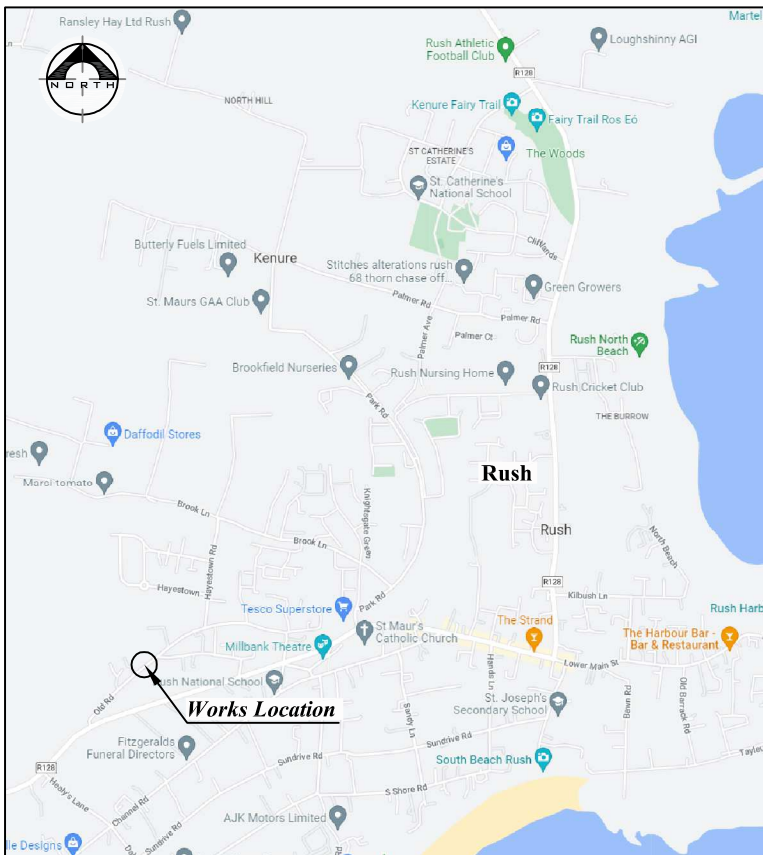 Ransley Hay Ltd Rush
Martel
Rush Athletic
Football Club
Loughshinny AGI
R128
NORTH
NORTH HILL
Kenure Fairy Trail
Fairy Trail Ros Eó
ST CATHERINE'S
ESTATE
The Woods
St. Catherine's
National School
Cliffands
Butterly Fuels Limited
Kenure
Stitches alterations rush
68 thorn chase off...
St. Maurs GAA Club
Palmer Rd
Green Growers
Palmer Rd
Palmer Ave
Palmer Ct
Rush North
Beach
Brookfield Nurseries
Rush Nursing Home
R128
Park Rd
Rush Cricket Club
THE BURROW
Daffodil Stores
resh
Marsi tomato
Rush
Brook Ln
Knightsgate Green
Rush
North Beach
Brook Ln
Hayestown Rd
Hayestown
R128
Kilbush Ln
Tesco Superstore
Park Rd
Rush Harb
St Maur's
Catholic Church
The Strand
The Harbour Bar -
Bar & Restaurant
Millbank Theatre
Lower Main St
Hands Ln
Rush National School
Old Rd
Works Location
Sandy Ln
St. Joseph's
Secondary School
Bawn Rd
Old Barrack Rd
Fitzgeralds
Funeral Directors
Sundrive Rd
Sundrive Rd
Taylo
South Beach Rush
R128
Healy's Lane
Channel Rd
S Shore Rd
AJK Motors Limited
Sundrive Rd
lle Designs